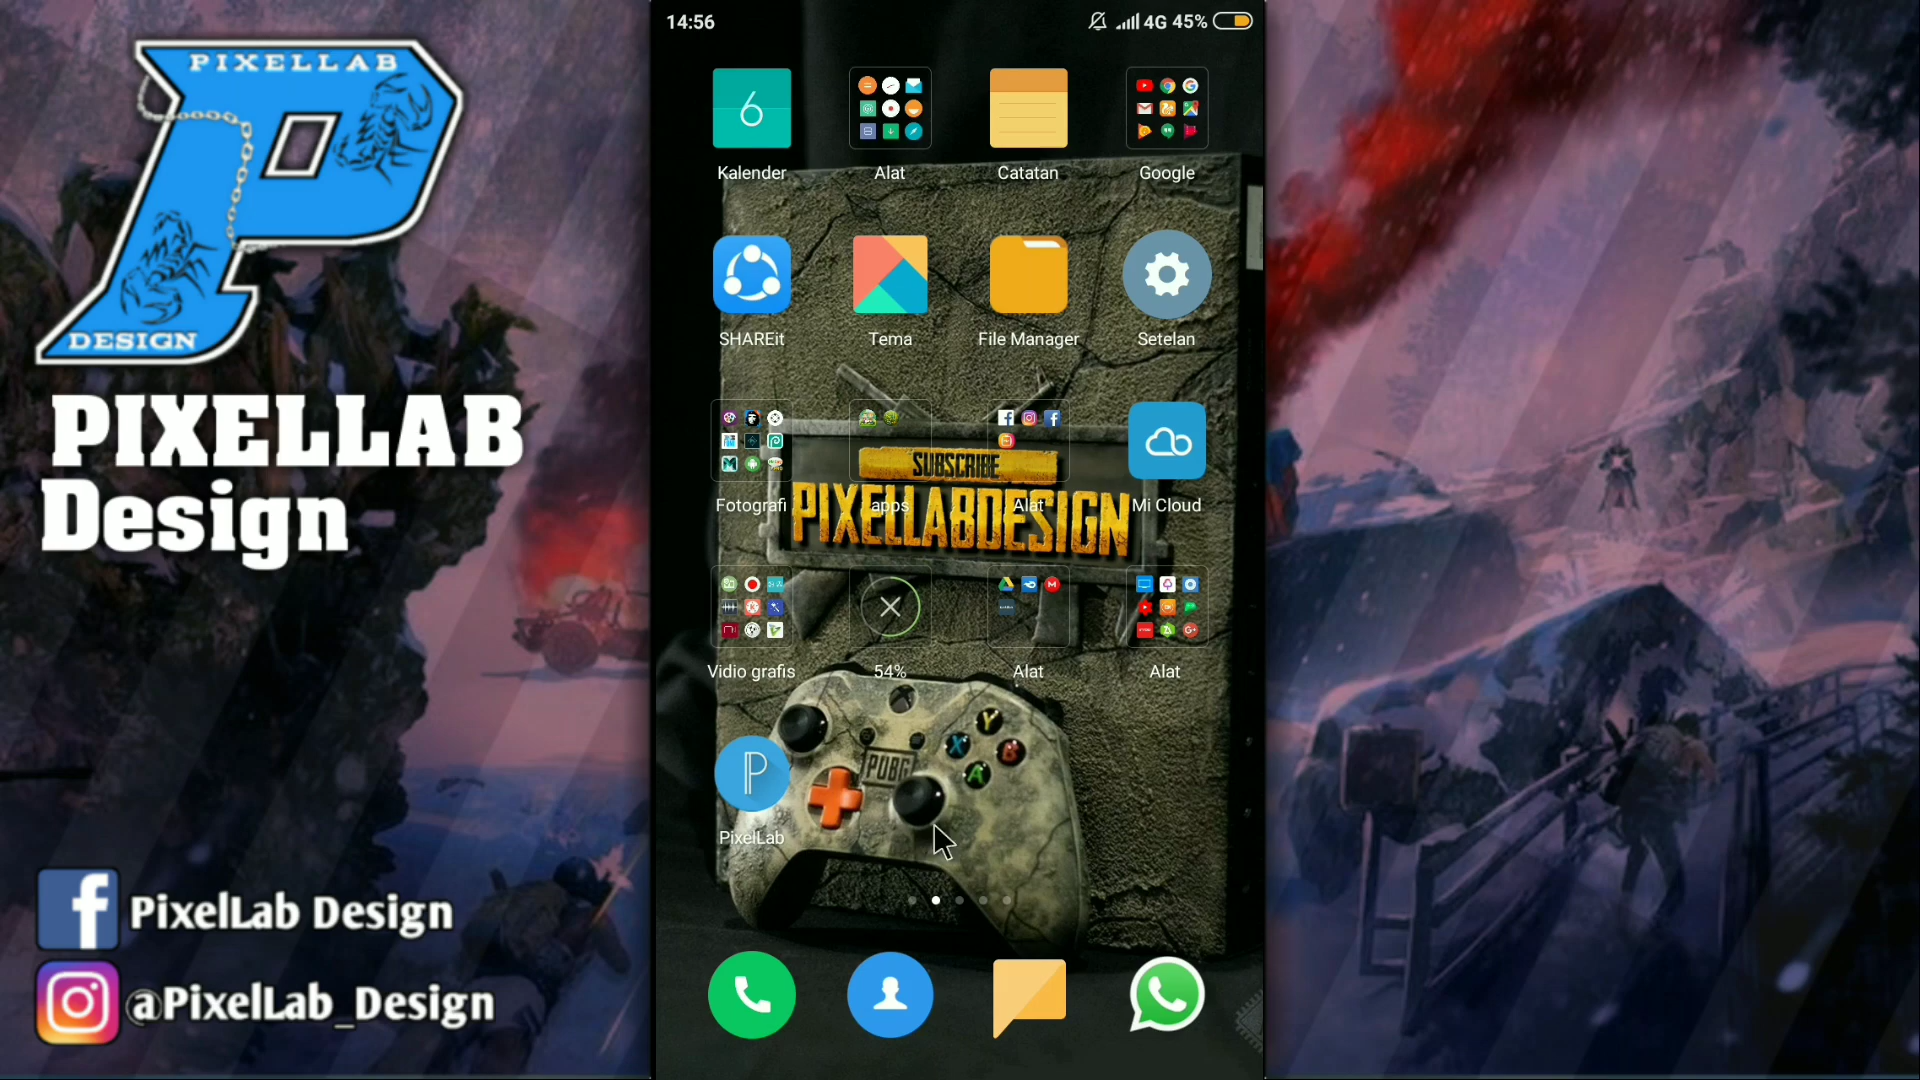 PIXELLAB
DESIGN
PIXELLAB
Design
PixelLab Design
@PixelLab_Design
14:56
4G 45%
6
Kalender
Alat
Catatan
Google
SHAREit
Tema
File Manager
Setelan
SUBSCRIBE
PIXELLABDESIGN
Fotografi
apps
Alat
Mi Cloud
Vidio grafis
54%
Alat
Alat
PUBG
Y
X
B
A
P
PixelLab